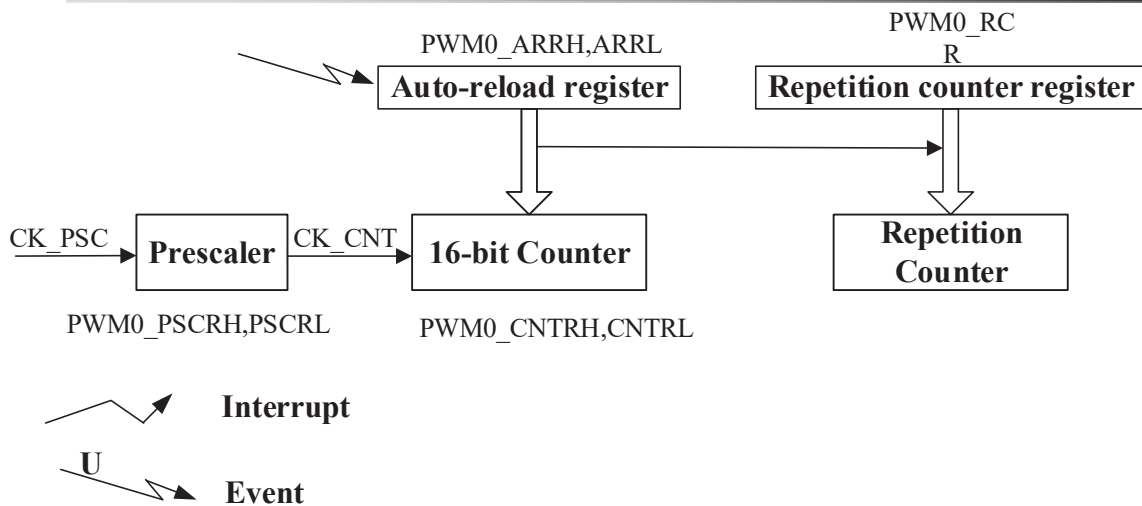 PWM0_ARRH,ARRL
PWM0_RC
R
Auto-reload register
Repetition counter register
CK_PSC
Prescaler
CK_CNT
16-bit Counter
Repetition
Counter
PWM0_PSCRH,PSCRL
PWM0_CNTRH,CNTRL
Interrupt
U
Event